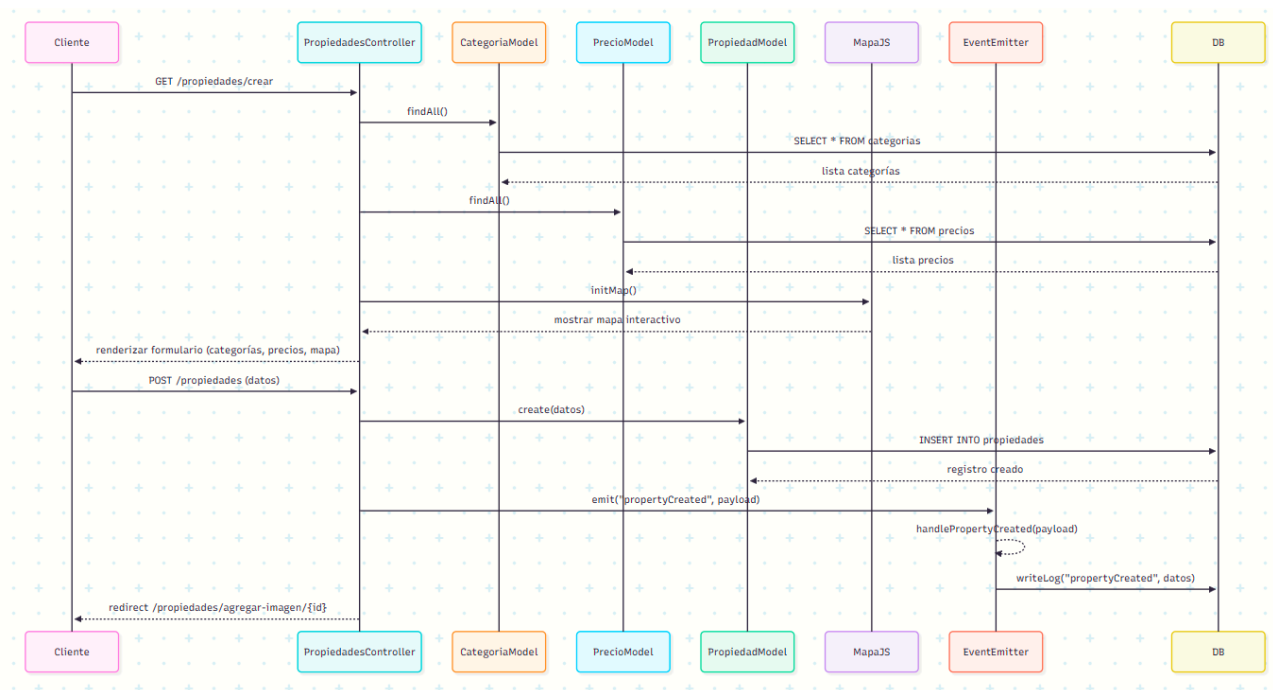 Cliente
PropiedadesController
CategoriaModel
PrecioModel
PropiedadModel
MapaJS
EventEmitter
DB
GET /propiedades/crear
findAll()
SELECT * FROM categorias
lista categorías
findAll()
SELECT * FROM precios
lista precios
initMap()
mostrar mapa interactivo
renderizar formulario (categorías, precios, mapa)
POST /propiedades (datos)
create(datos)
INSERT INTO propiedades
registro creado
emit("propertyCreated", payload)
handlePropertyCreated(payload)
writeLog("propertyCreated", datos)
redirect /propiedades/agregar-imagen/{id}
Cliente
PropiedadesController
CategoriaModel
PrecioModel
PropiedadModel
MapaJS
EventEmitter
DB